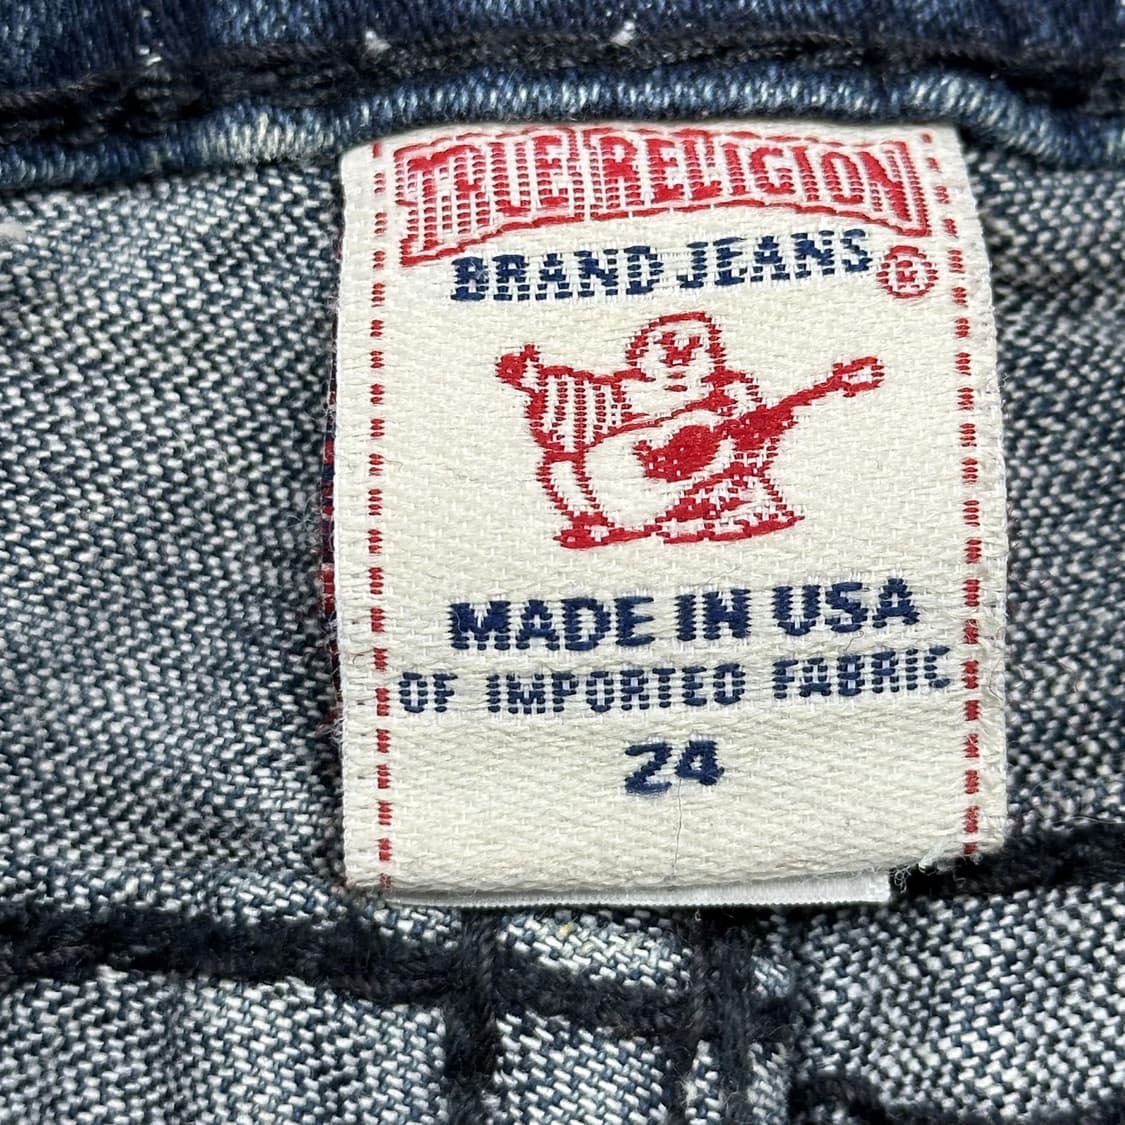 TRUE RELIGION
BRAND JEANS ®
MADE IN USA
OF IMPORTED FABRIC
24